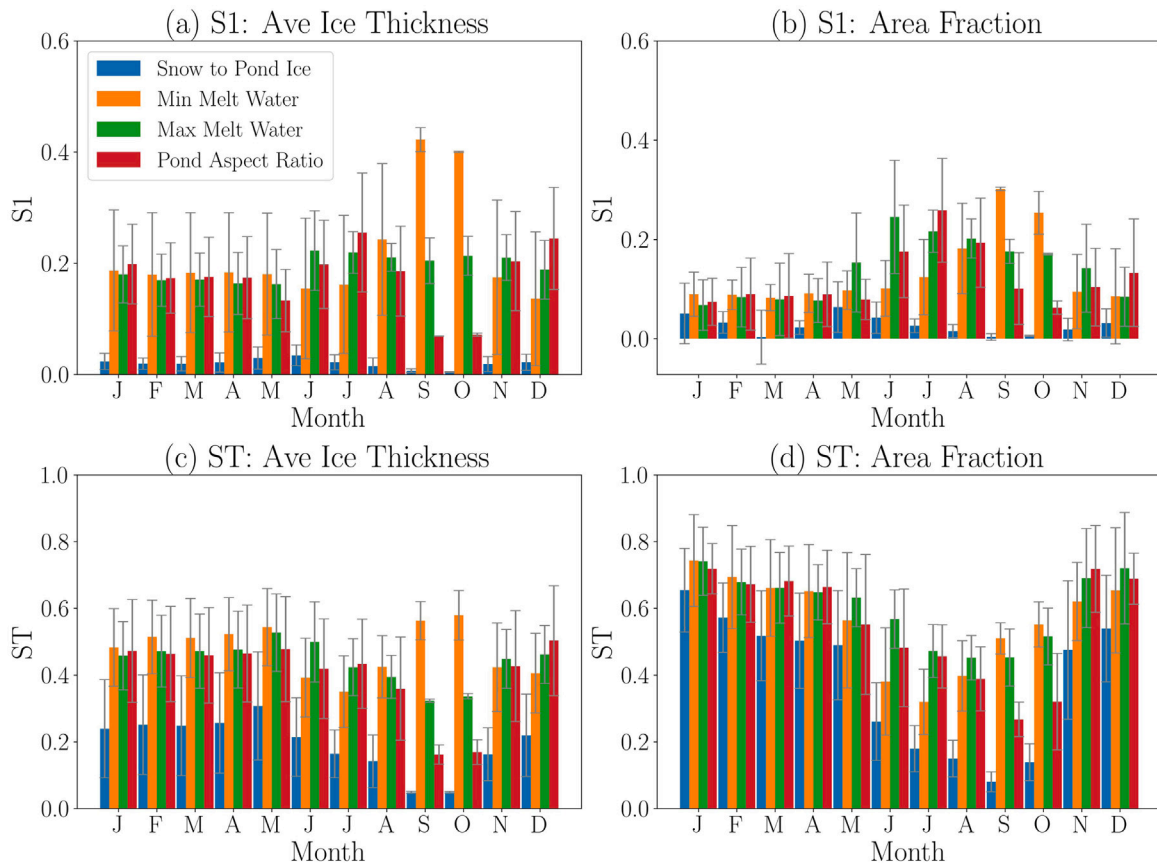 (a) S1: Ave Ice Thickness
0.6
0.4
0.2
0.0
S1
Snow to Pond Ice
Min Melt Water
Max Melt Water
Pond Aspect Ratio
J F M A M J J A S O N D
Month
(b) S1: Area Fraction
0.6
0.4
0.2
0.0
S1
J F M A M J J A S O N D
Month
(c) ST: Ave Ice Thickness
1.0
0.8
0.6
0.4
0.2
0.0
ST
J F M A M J J A S O N D
Month
(d) ST: Area Fraction
1.0
0.8
0.6
0.4
0.2
0.0
ST
J F M A M J J A S O N D
Month